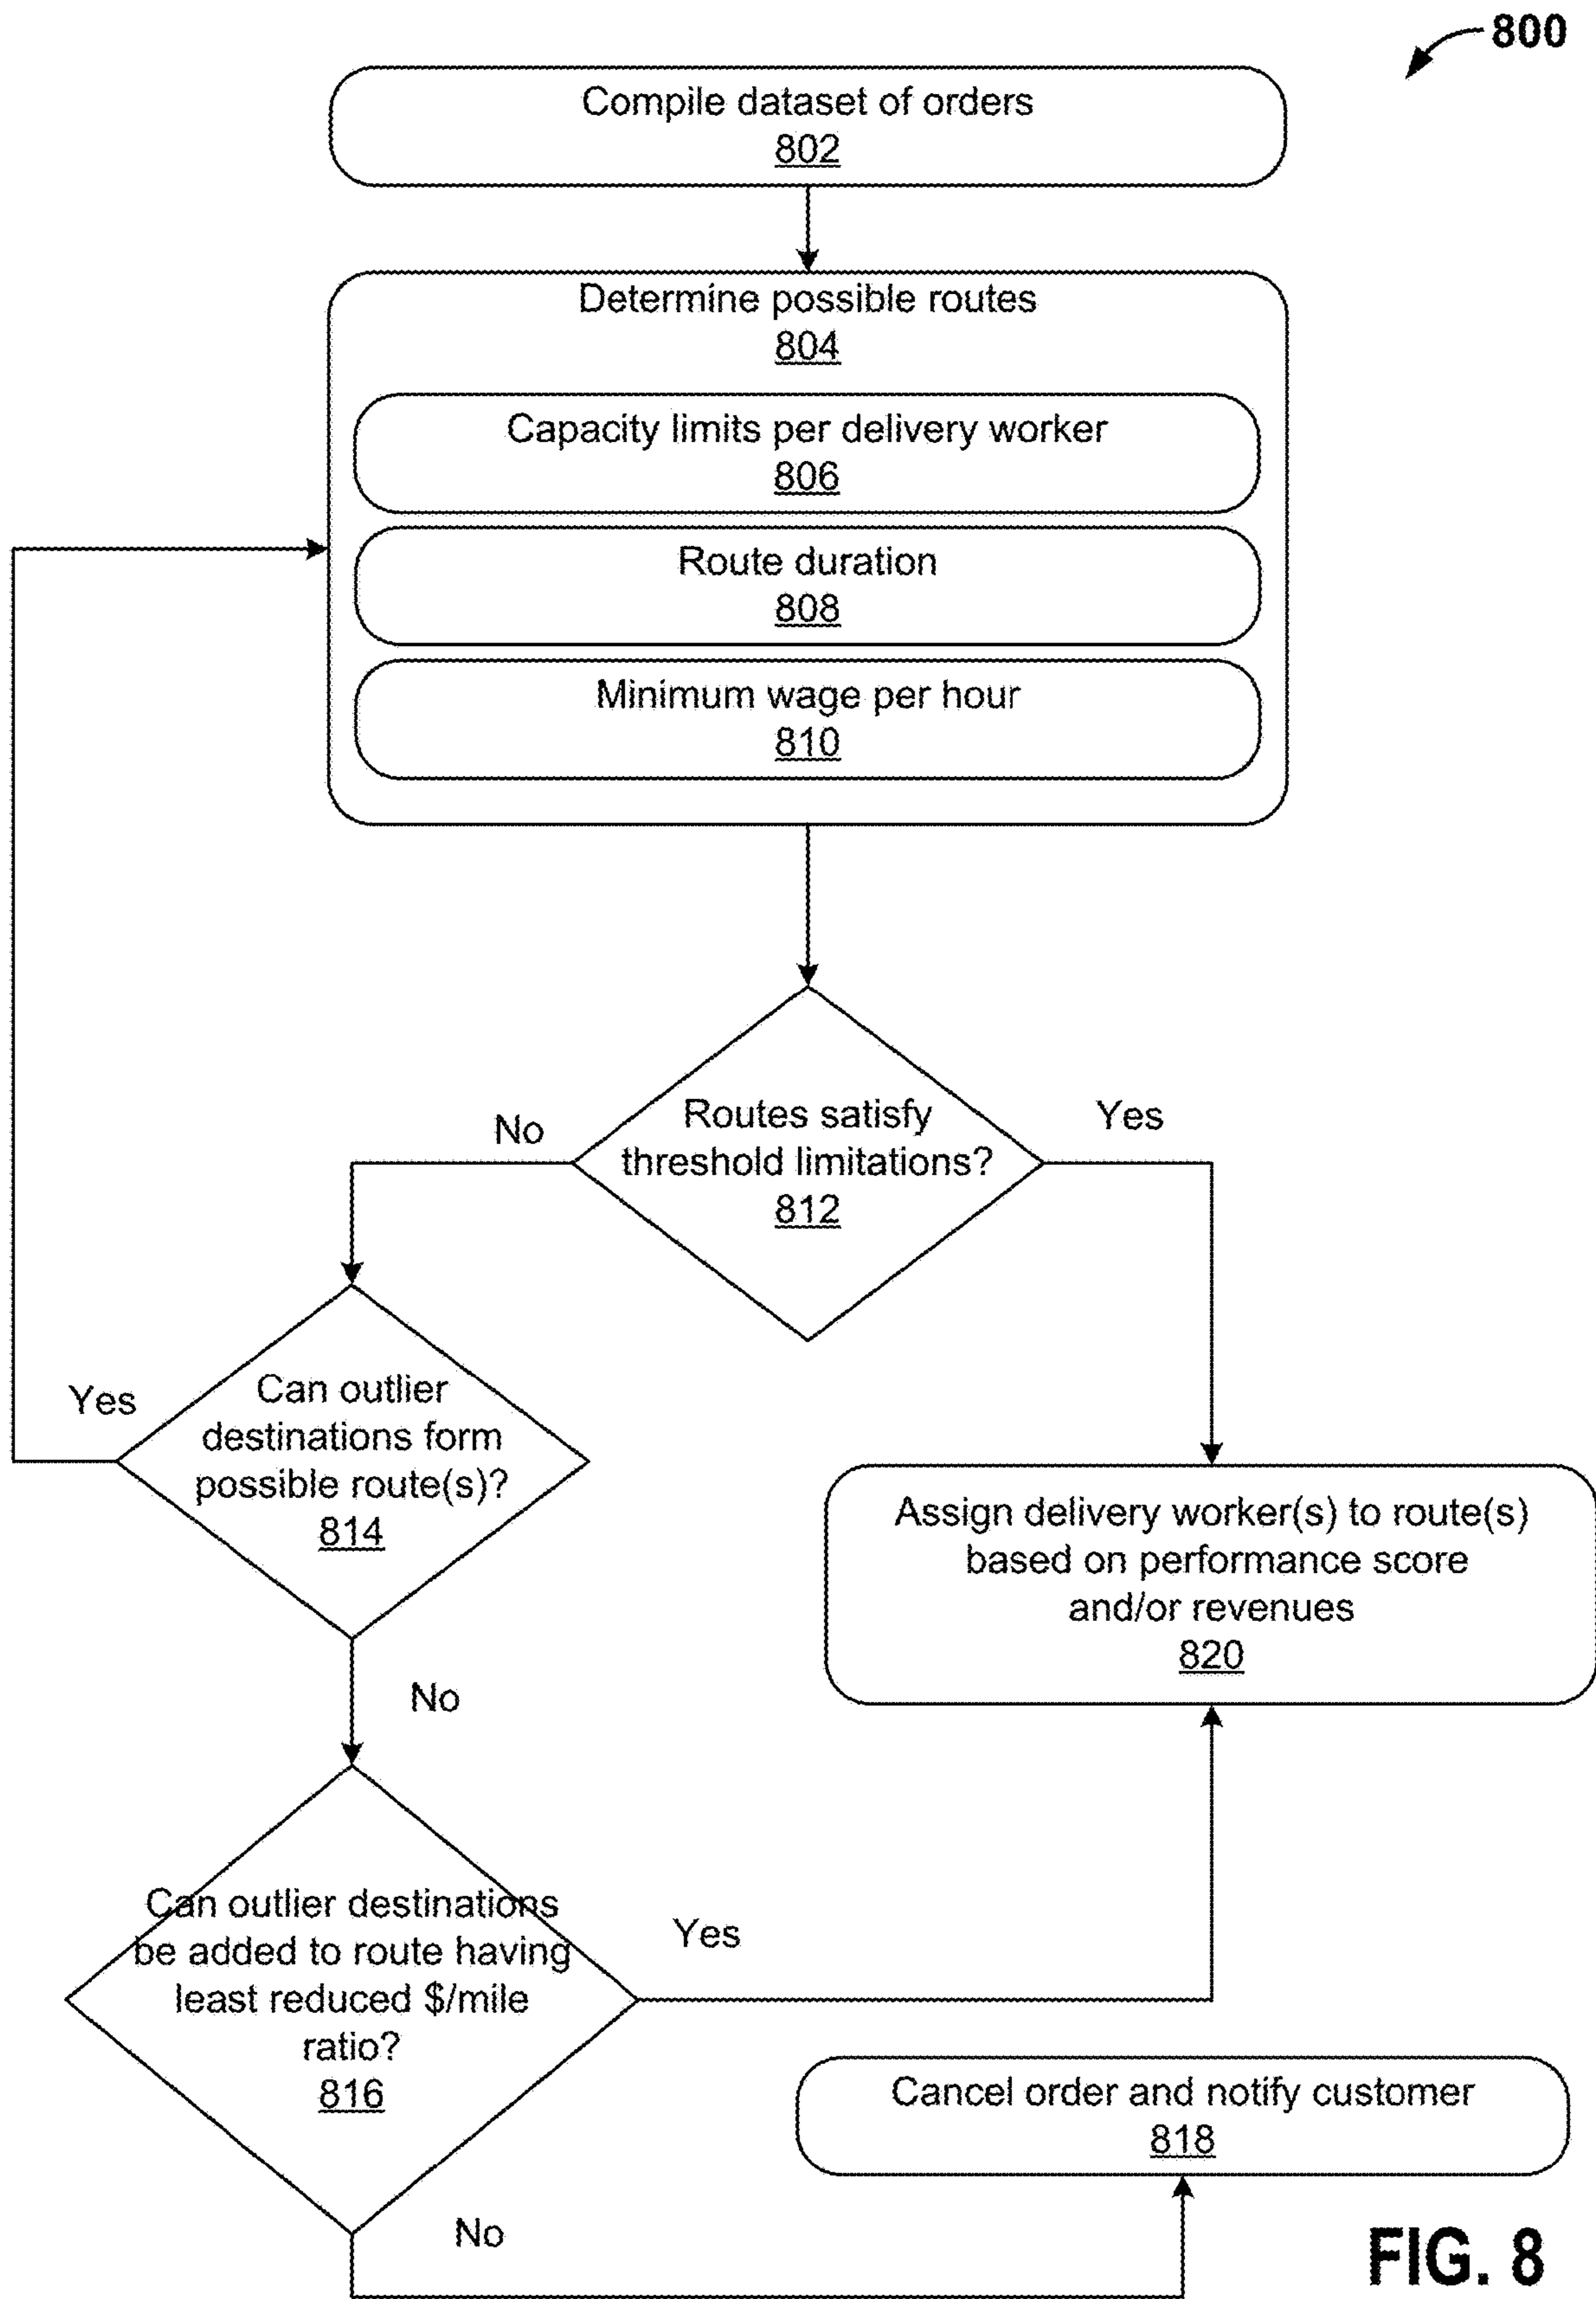 800
Compile dataset of orders
802
Determine possible routes
804
Capacity limits per delivery worker
806
Route duration
808
Minimum wage per hour
810
Routes satisfy
threshold limitations?
812
No
Yes
Can outlier
destinations form
possible route(s)?
814
Yes
No
Assign delivery worker(s) to route(s)
based on performance score
and/or revenues
820
Can outlier destinations
be added to route having
least reduced $/mile
ratio?
816
Yes
No
Cancel order and notify customer
818
FIG. 8